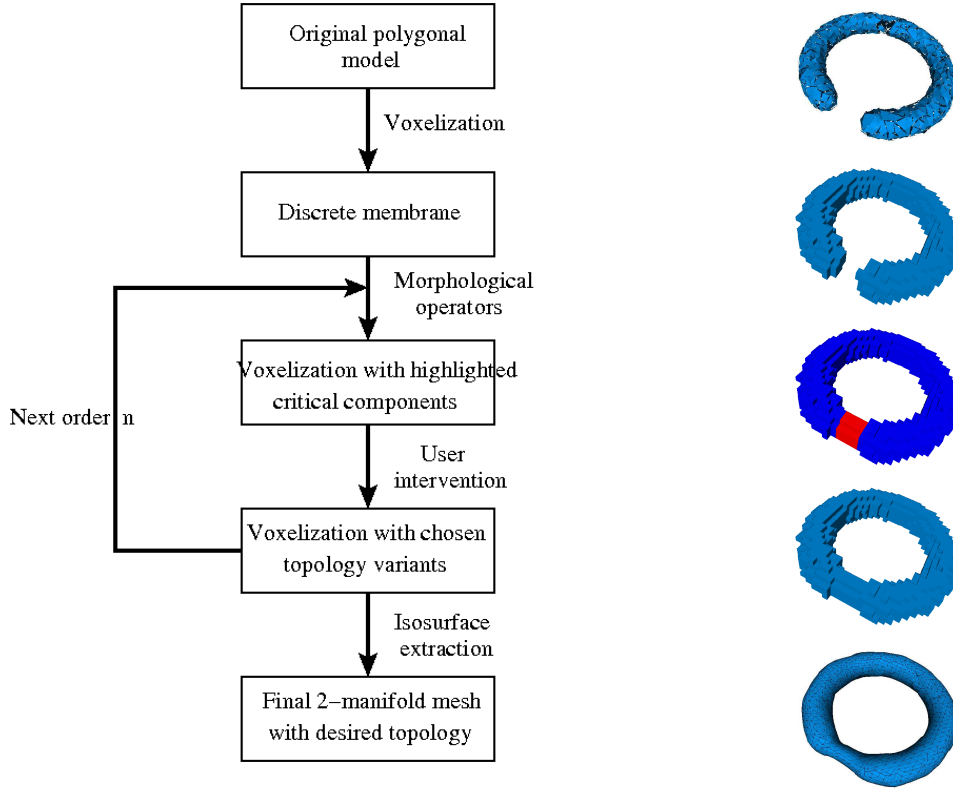 Original polygonal
model
Voxelization
Discrete membrane
Morphological
operators
Voxelization with highlighted
critical components
Next order n
User
intervention
Voxelization with chosen
topology variants
Isosurface
extraction
Final 2−manifold mesh
with desired topology